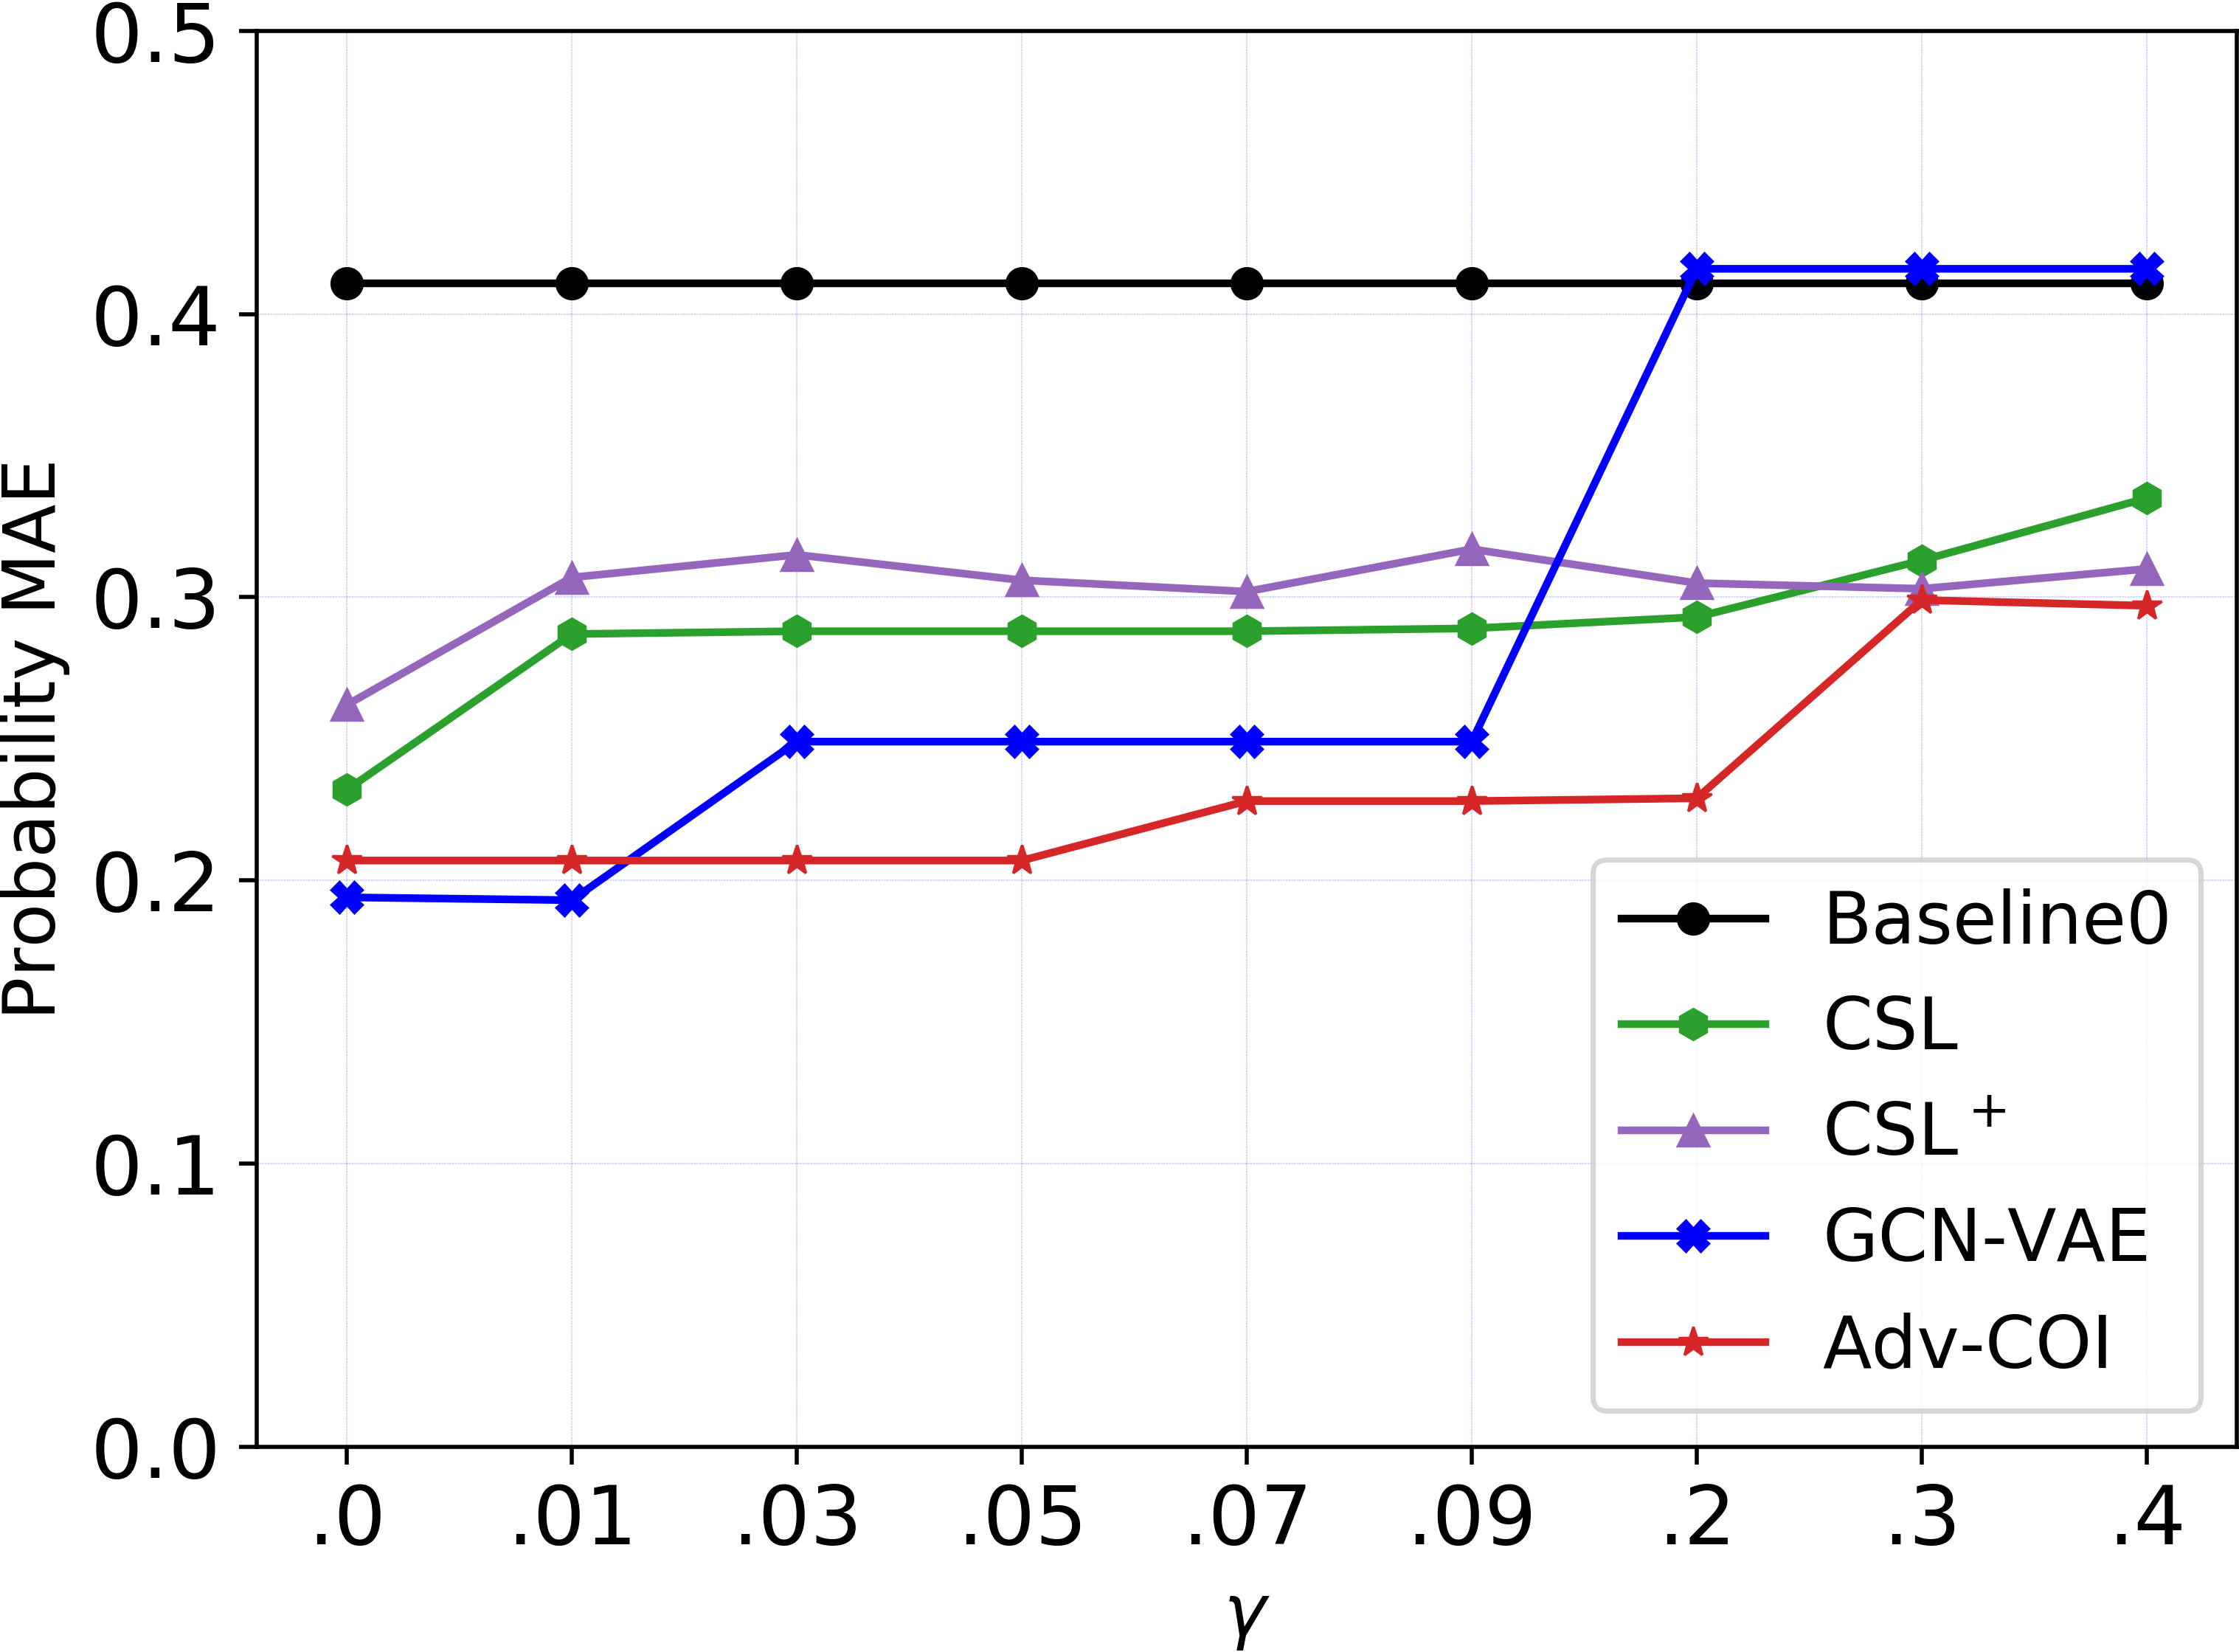 Probability MAE
0.5
0.4
0.3
0.2
0.1
0.0
.0 .01 .03 .05 .07 .09 .2 .3 .4
γ
Baseline0
CSL
CSL⁺
GCN-VAE
Adv-COI